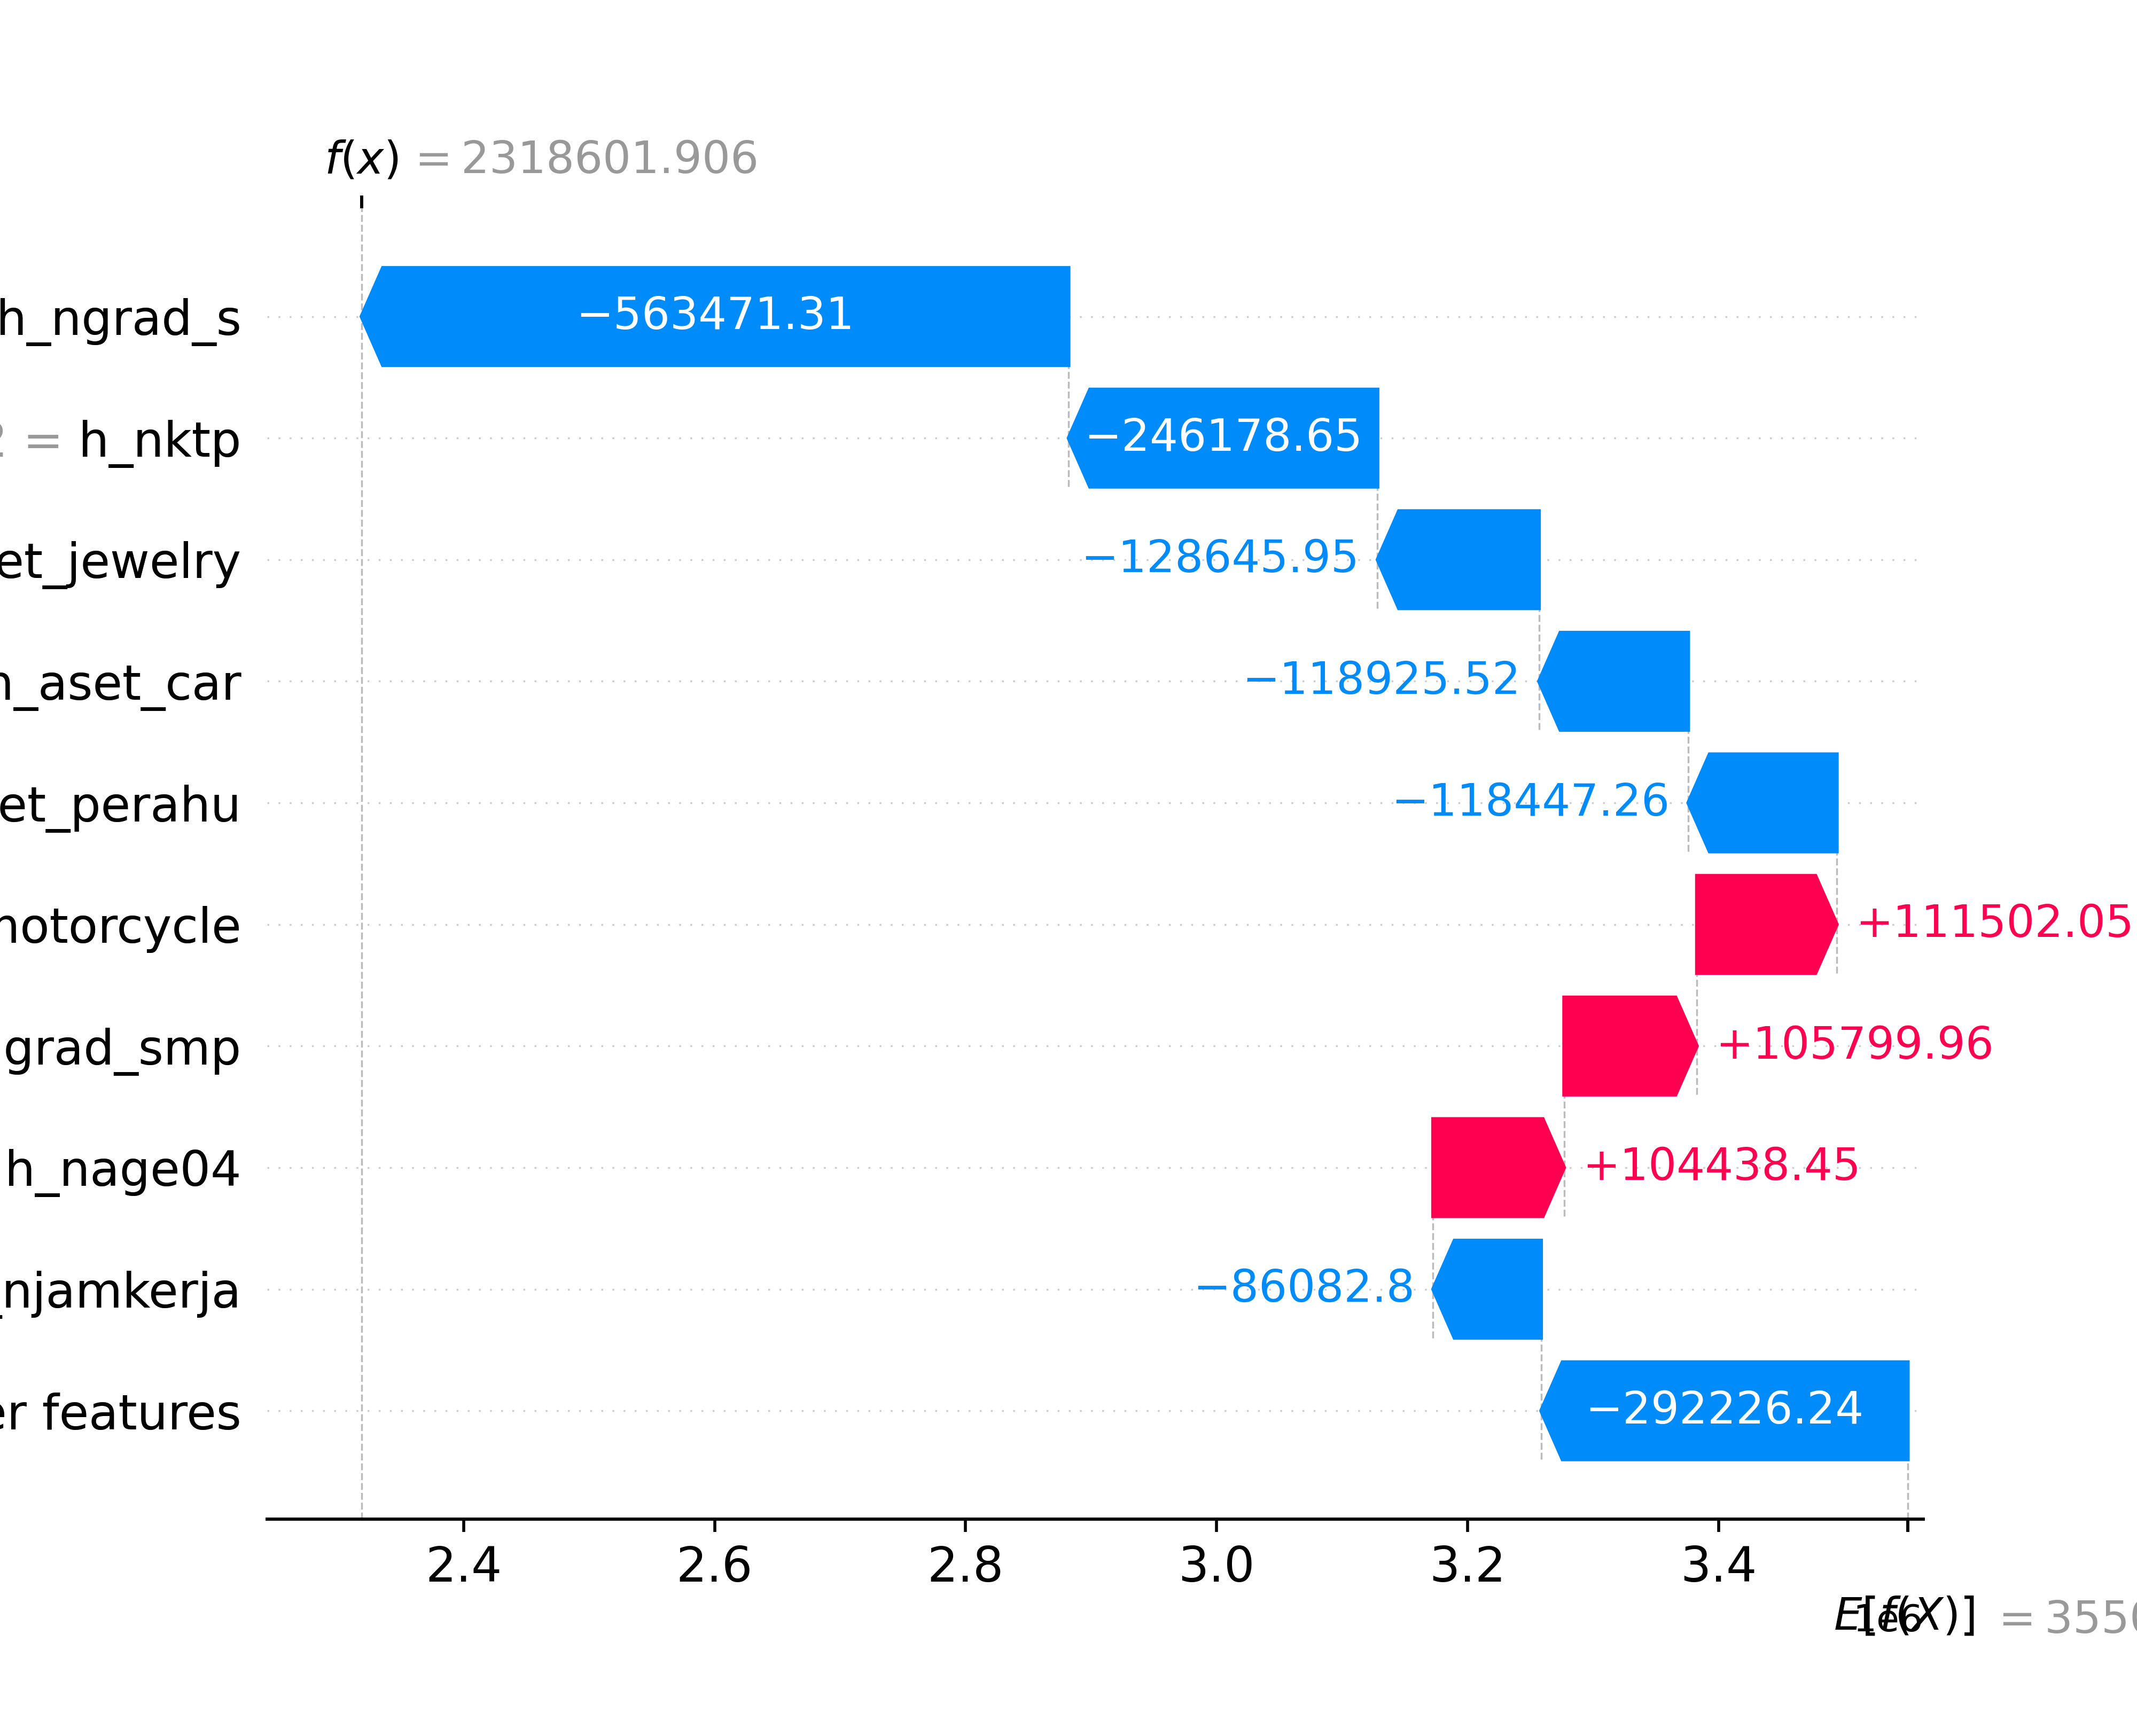 f(x) = 2318601.906
h_ngrad_s −563471.31
= h_nktp −246178.65
et_jewelry −128645.95
_aset_car −118925.52
et_perahu −118447.26
otorcycle +111502.05
grad_smp +105799.96
h_nage04 +104438.45
njamkerja −86082.8
er features −292226.24
2.4 2.6 2.8 3.0 3.2 3.4
1e6
E[f(X)] = 355